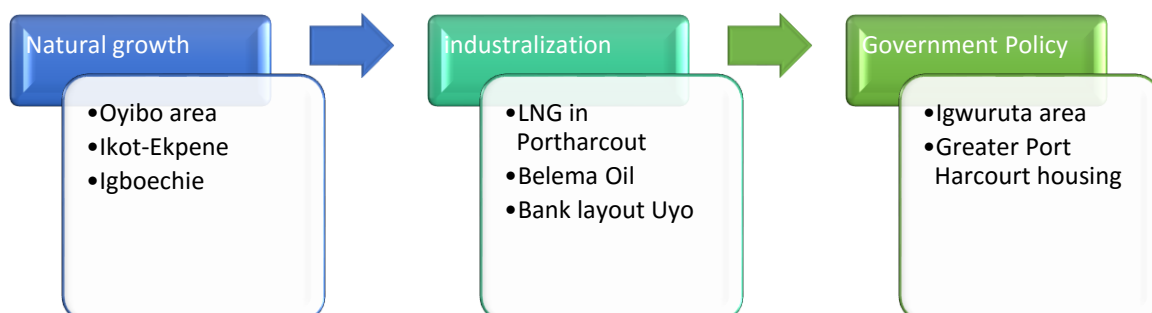 Natural growth
•Oyibo area
•Ikot-Ekpene
•Igboechie
industralization
•LNG in
Portharcout
•Belema Oil
•Bank layout Uyo
Government Policy
•Igwuruta area
•Greater Port
Harcourt housing